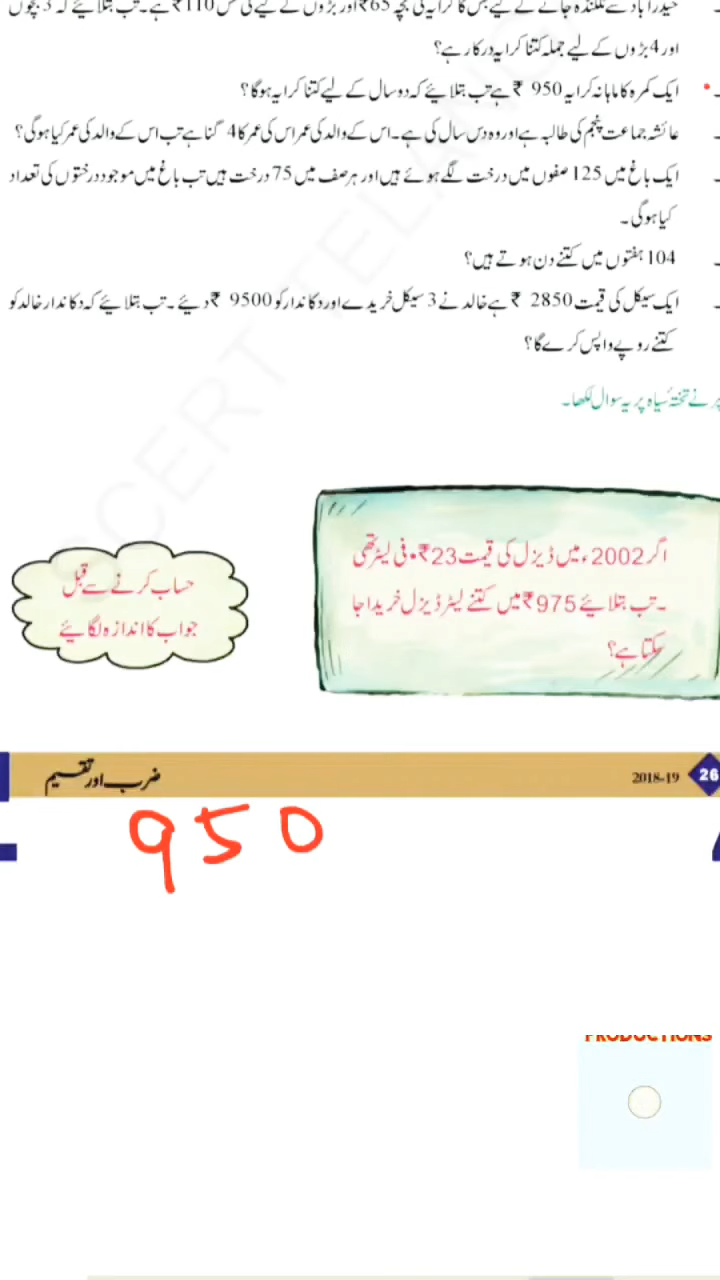 حیدرآباد سے نلگنڈہ جانے کے لیے بس کا کرایہ فی بچہ 65₹ اور بڑوں کے لیے فی کس 110₹ ہے۔ تب بتلائیے کہ 3 بچوں
اور 4 بڑوں کے لیے جملہ کتنا کرایہ درکار ہے؟
ایک کمرہ کا ماہانہ کرایہ 950 ₹ ہے تب بتلائیے کہ دو سال کے لیے کتنا کرایہ ہوگا؟
عائشہ جماعت پنجم کی طالبہ ہے اور وہ دس سال کی ہے۔ اس کے والد کی عمر اس کی عمر کا 4 گنا ہے تب اس کے والد کی عمر کیا ہوگی؟
ایک باغ میں 125 صفوں میں درخت لگے ہوئے ہیں اور ہر صف میں 75 درخت ہیں تب باغ میں موجود درختوں کی تعداد
کیا ہوگی۔
104 ہفتوں میں کتنے دن ہوتے ہیں؟
ایک سیکل کی قیمت 2850 ₹ ہے خالد نے 3 سیکل خریدے اور دکاندار کو 9500 ₹ دیئے۔ تب بتلائیے کہ دکاندار خالد کو
کتنے روپے واپس کرے گا؟
نے تختۂ سیاہ پر یہ سوال لکھا۔
اگر 2002ء میں ڈیزل کی قیمت 23₹ فی لیٹر تھی
۔ تب بتلائیے 975₹ میں کتنے لیٹر ڈیزل خریدا جا
سکتا ہے؟
حساب کرنے سے قبل
جواب کا اندازہ لگائیے
ضرب اور تقسیم
2018-19
26
950
PRODUCTIONS
SCERT TELANG